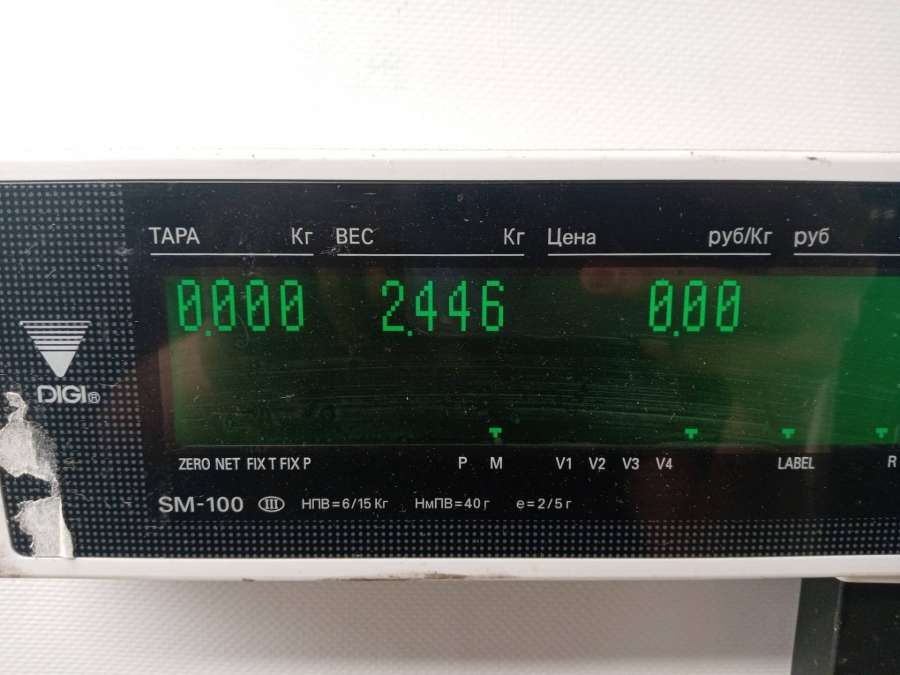 ТАРА Кг ВЕС Кг Цена руб/Кг руб
0.000 2.446 0.00
DIGI®
ZERO NET FIX T FIX P P M V1 V2 V3 V4 LABEL R
SM-100 III НПВ=6/15 Кг НмПВ=40 г е=2/5 г